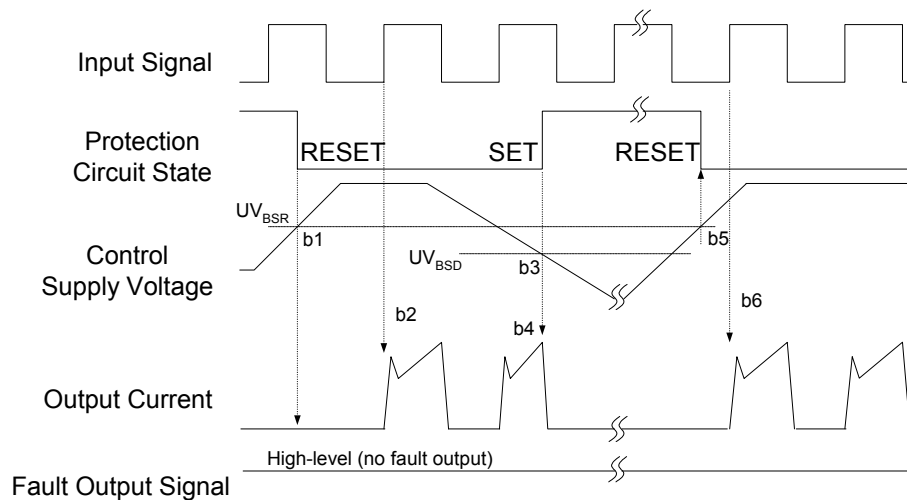 Input Signal
Protection
Circuit State
RESET
SET
RESET
UV_BSR
b1
b5
Control
Supply Voltage
UV_BSD
b3
b2
b4
b6
Output Current
High-level (no fault output)
Fault Output Signal